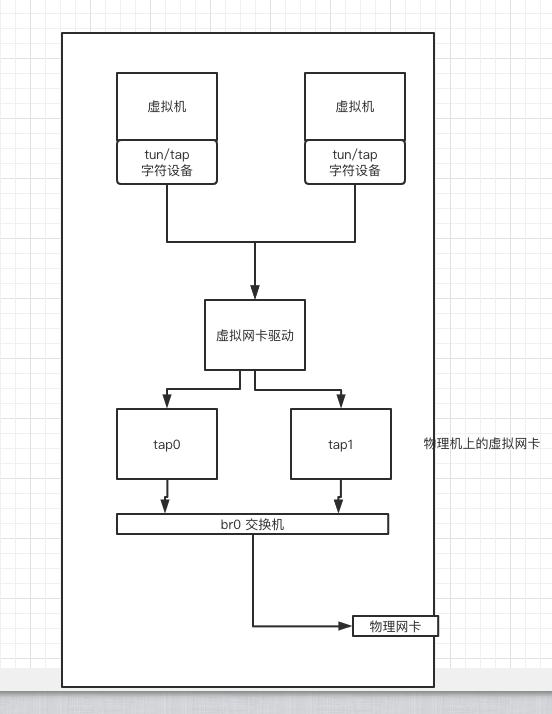 虚拟机
虚拟机
tun/tap
字符设备
tun/tap
字符设备
虚拟网卡驱动
tap0
tap1
物理机上的虚拟网卡
br0 交换机
物理网卡